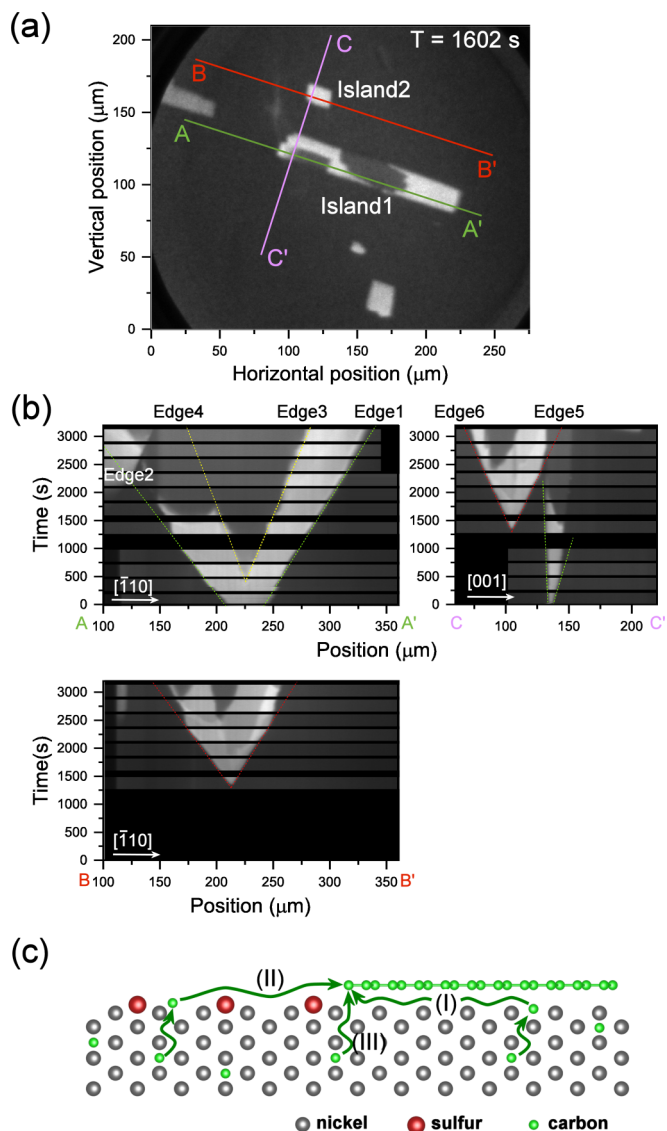 (a)
T = 1602 s
C
B
Island2
A
B'
Island1
A'
C'
Vertical position (μm)
200
150
100
50
0
0 50 100 150 200 250
Horizontal position (μm)
(b)
Edge4 Edge3 Edge1 Edge6 Edge5
Edge2
Time (s)
3000
2500
2000
1500
1000
500
0
[1̅10]
[001]
A 100 150 200 250 300 350 A' C 100 150 200 C'
Position (μm)
Time(s)
3000
2500
2000
1500
1000
500
0
[1̅10]
B 100 150 200 250 300 350 B'
Position (μm)
(c)
(II)
(I)
(III)
nickel sulfur carbon